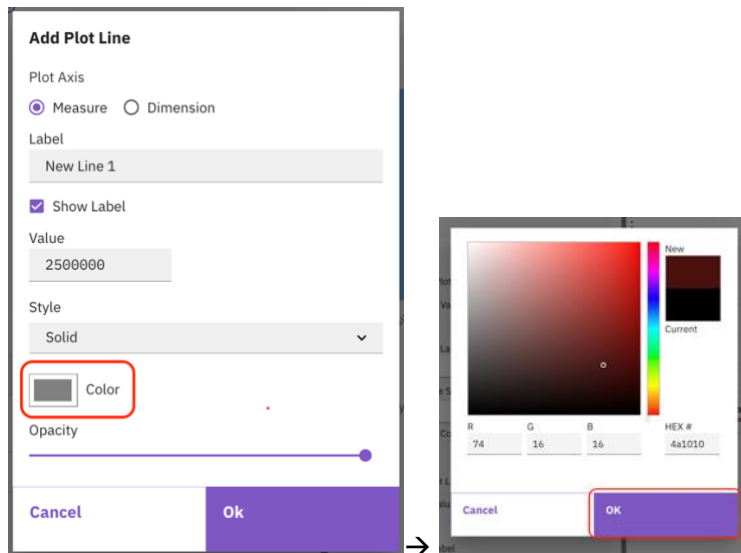 Add Plot Line
Plot Axis
Measure Dimension
Label
New Line 1
Show Label
Value
2500000
Style
Solid
Color
Opacity
Cancel Ok
→
New
Current
R G B HEX #
74 16 16 4a1010
Cancel OK